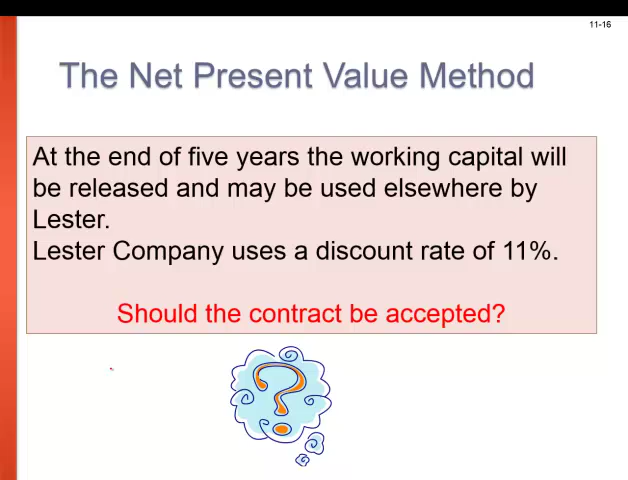 11-16
The Net Present Value Method
At the end of five years the working capital will
be released and may be used elsewhere by
Lester.
Lester Company uses a discount rate of 11%.
Should the contract be accepted?